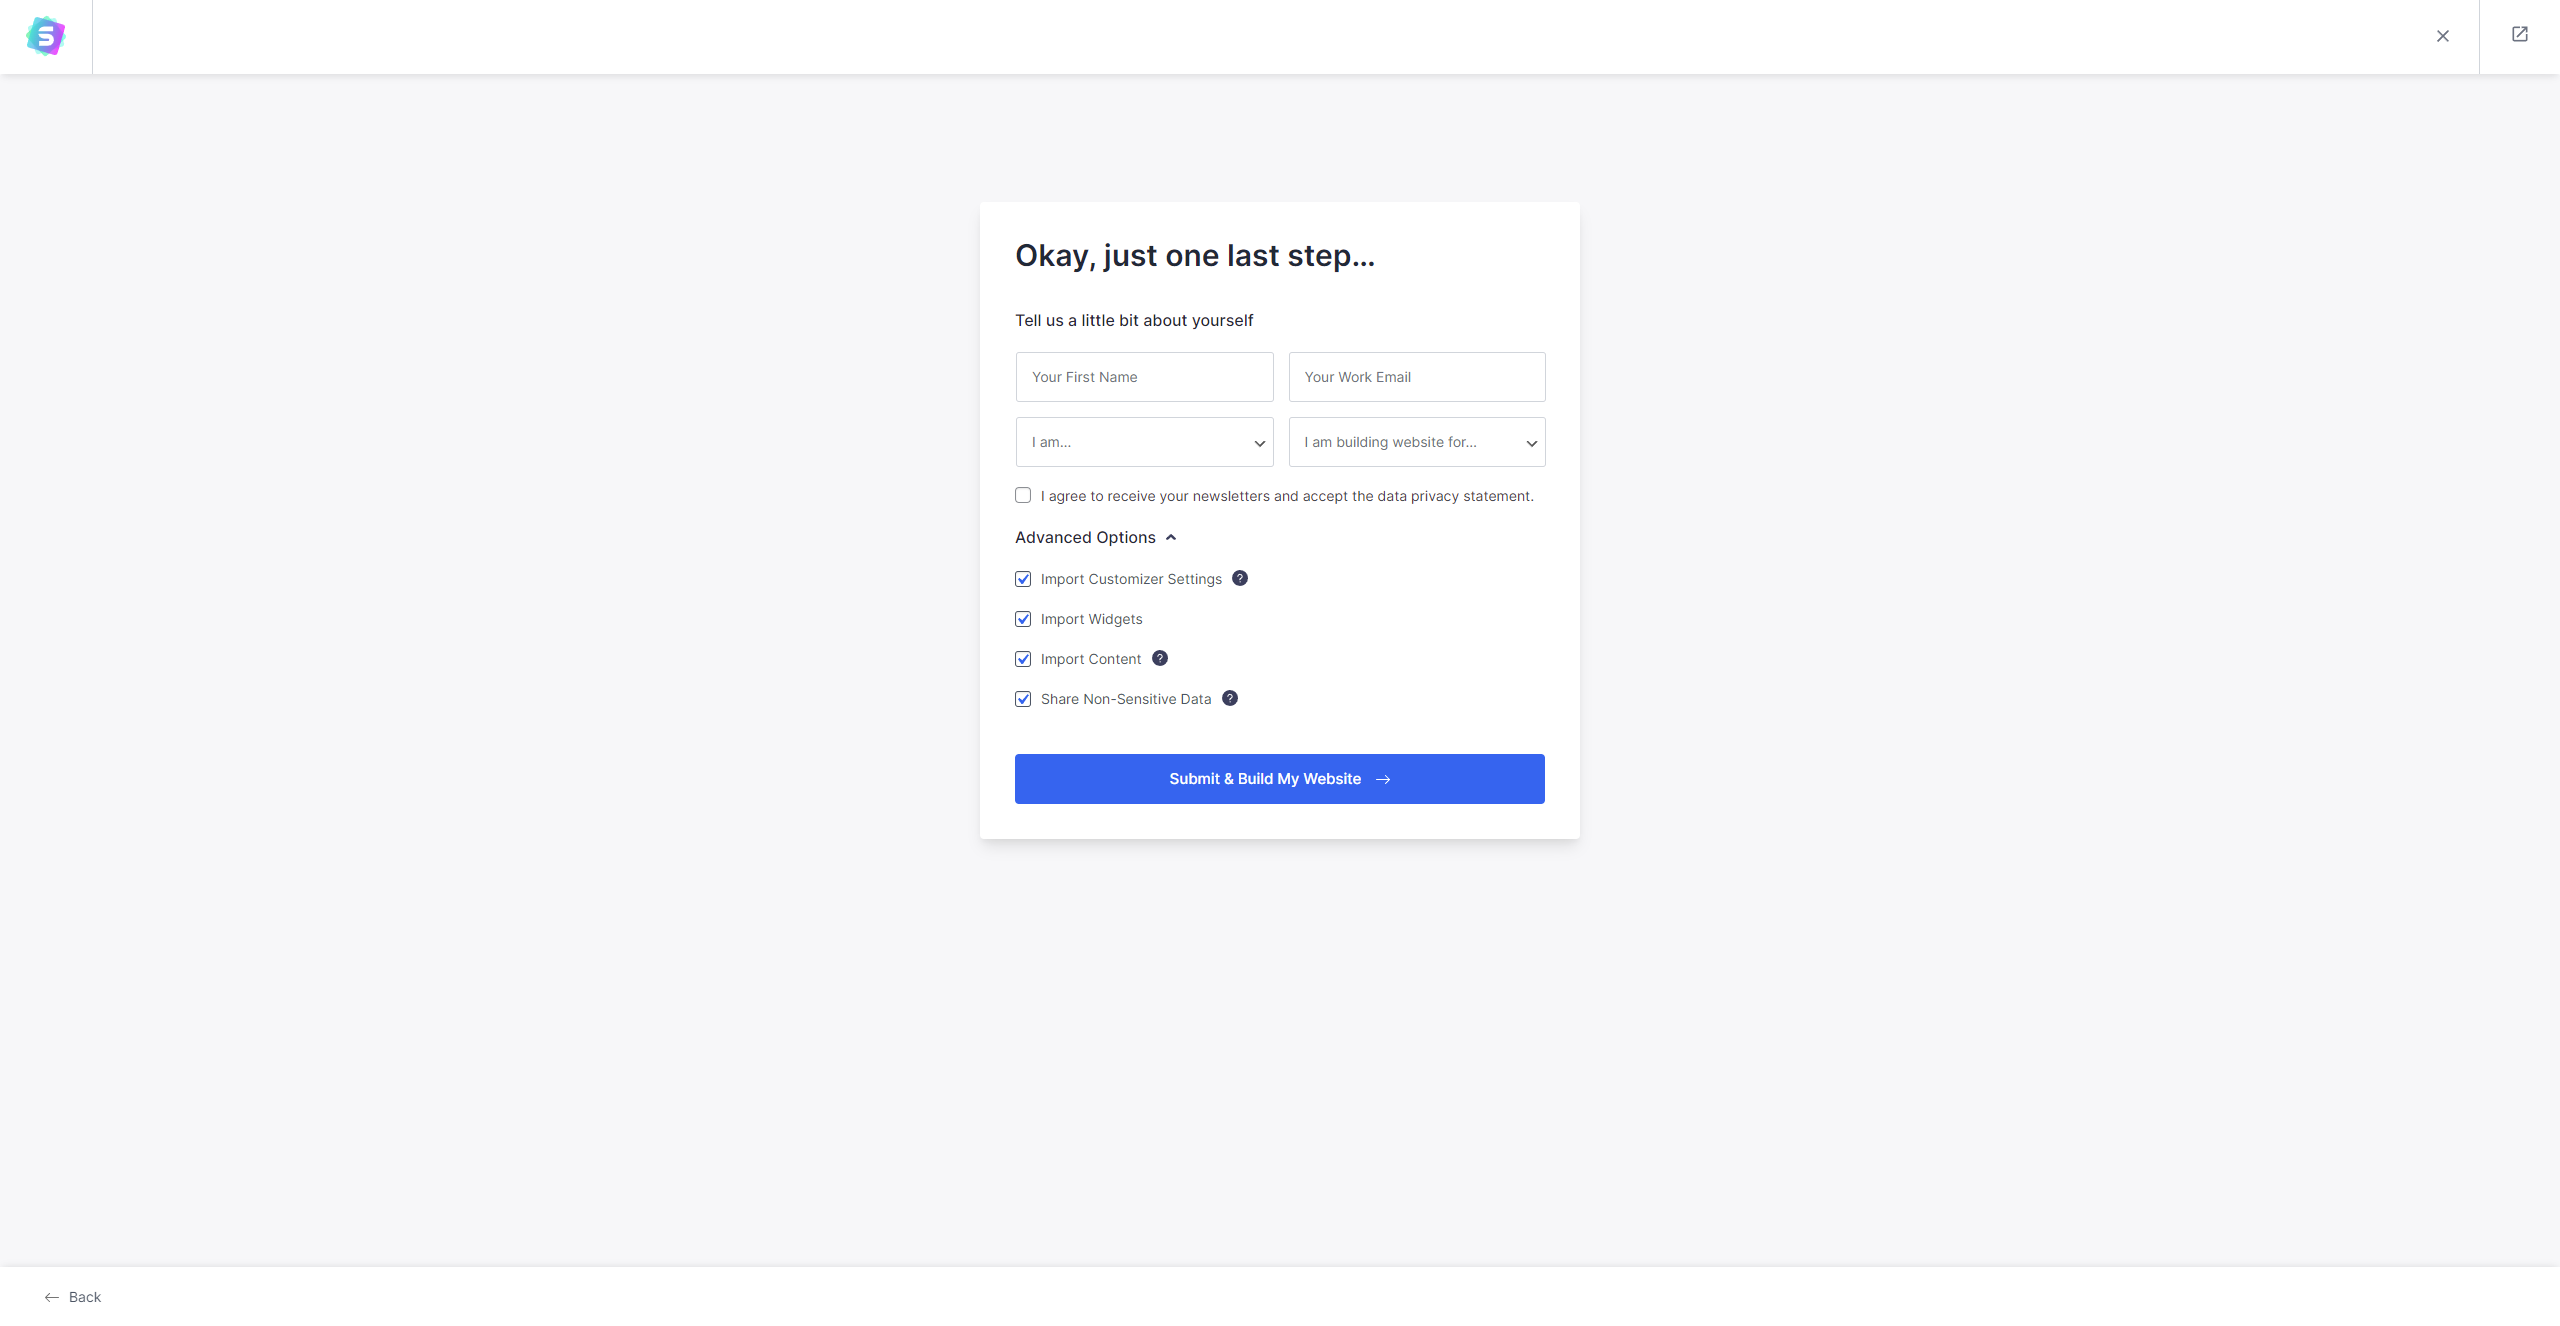 S
Okay, just one last step...
Tell us a little bit about yourself
Your First Name
Your Work Email
I am...
I am building website for...
I agree to receive your newsletters and accept the data privacy statement.
Advanced Options
Import Customizer Settings ?
Import Widgets
Import Content ?
Share Non-Sensitive Data ?
Submit & Build My Website →
← Back